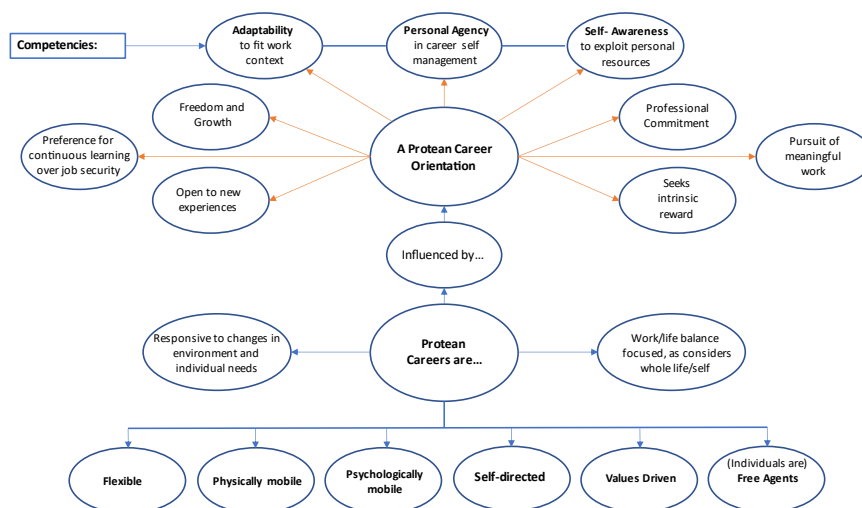 Competencies:
Adaptability
to fit work
context
Personal Agency
in career self
management
Self- Awareness
to exploit personal
resources
Freedom and
Growth
Professional
Commitment
Preference for
continuous learning
over job security
A Protean Career
Orientation
Pursuit of
meaningful
work
Open to new
experiences
Seeks
intrinsic
reward
Influenced by...
Responsive to changes in
environment and
individual needs
Protean
Careers are...
Work/life balance
focused, as considers
whole life/self
Flexible
Physically mobile
Psychologically
mobile
Self-directed
Values Driven
(Individuals are)
Free Agents